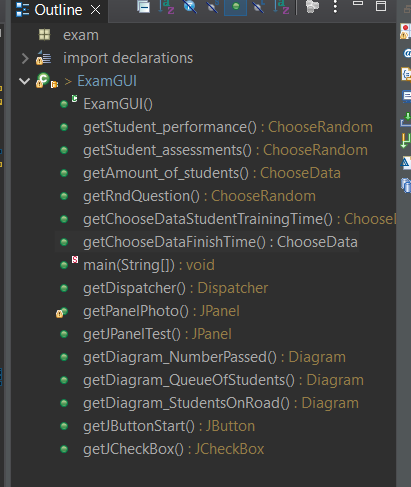 Outline
exam
import declarations
> ExamGUI
ExamGUI()
getStudent_performance() : ChooseRandom
getStudent_assessments() : ChooseRandom
getAmount_of_students() : ChooseData
getRndQuestion() : ChooseRandom
getChooseDataStudentTrainingTime() : Choose
getChooseDataFinishTime() : ChooseData
main(String[]) : void
getDispatcher() : Dispatcher
getPanelPhoto() : JPanel
getJPanelTest() : JPanel
getDiagram_NumberPassed() : Diagram
getDiagram_QueueOfStudents() : Diagram
getDiagram_StudentsOnRoad() : Diagram
getJButtonStart() : JButton
getJCheckBox() : JCheckBox